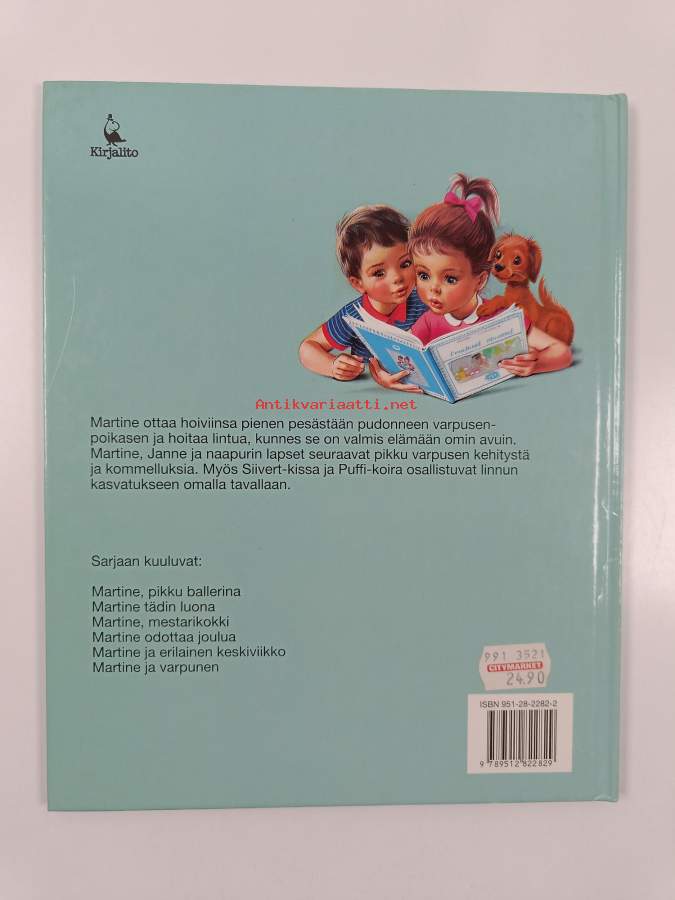 Kirjalito
Antikvariaatti.net
Martine ottaa hoiviinsa pienen pesästään pudonneen varpusen-
poikasen ja hoitaa lintua, kunnes se on valmis elämään omin avuin.
Martine, Janne ja naapurin lapset seuraavat pikku varpusen kehitystä
ja kommelluksia. Myös Siivert-kissa ja Puffi-koira osallistuvat linnun
kasvatukseen omalla tavallaan.
Sarjaan kuuluvat:
Martine, pikku ballerina
Martine tädin luona
Martine, mestarikokki
Martine odottaa joulua
Martine ja erilainen keskiviikko
Martine ja varpunen
991 3521
CITYMARKET
24.90
ISBN 951-28-2282-2
9 789512 822829